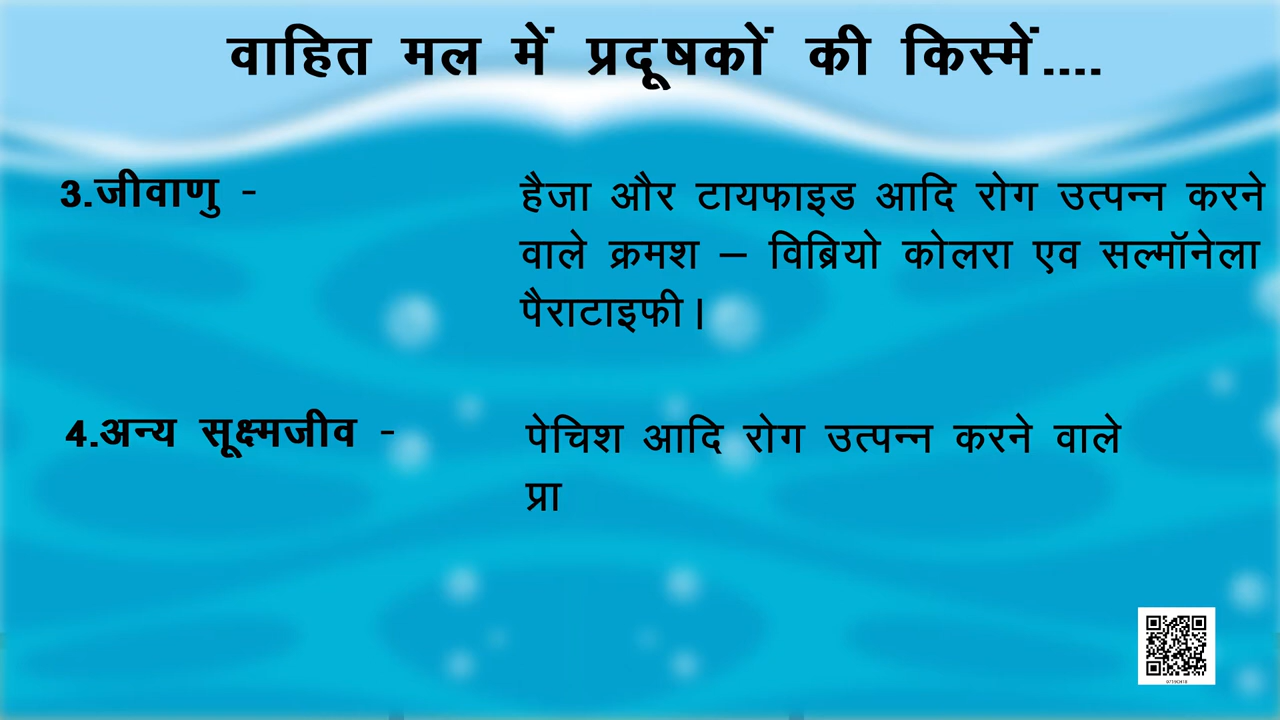 वाहित मल में प्रदूषकों की किस्में....
3.जीवाणु -
हैजा और टायफाइड आदि रोग उत्पन्न करने
वाले क्रमश – विब्रियो कोलरा एव सल्मॉनेला
पैराटाइफी।
4.अन्य सूक्ष्मजीव -
पेचिश आदि रोग उत्पन्न करने वाले
प्रा